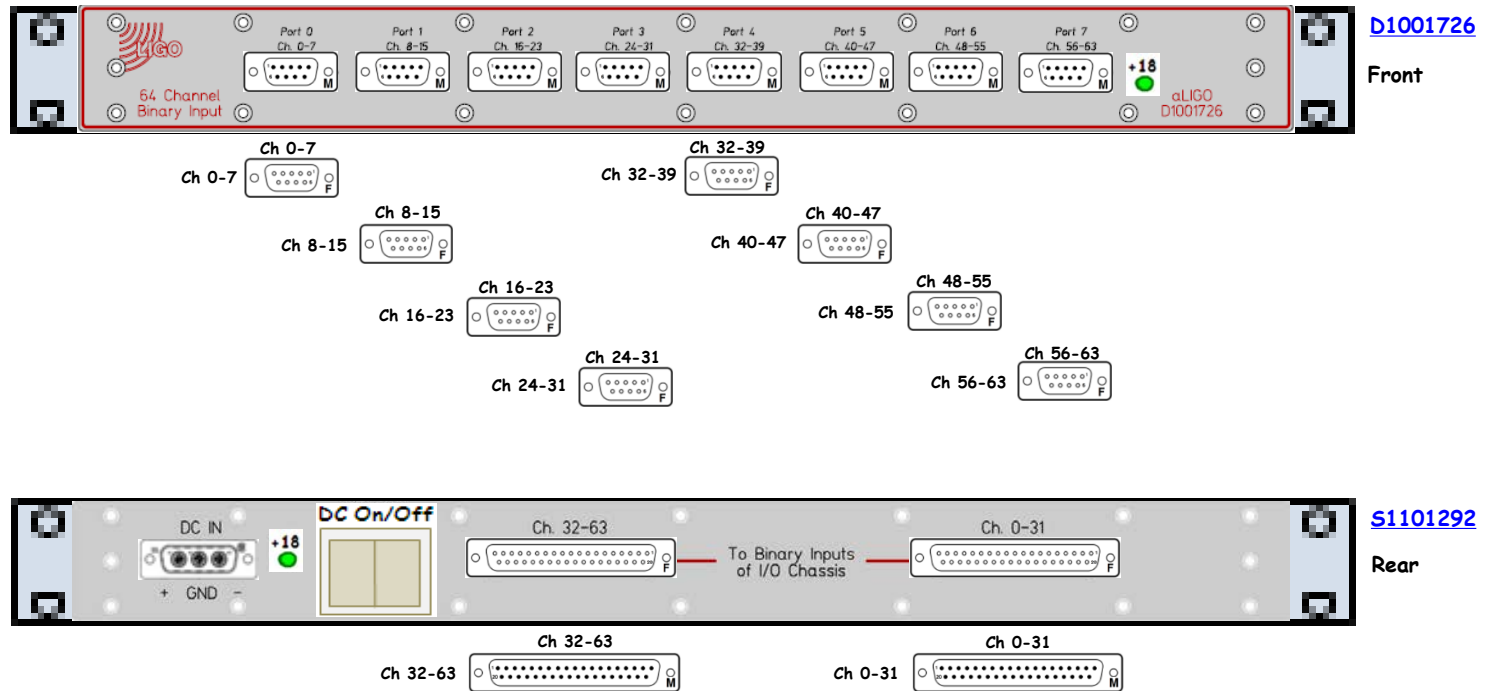 Port 0 Port 1 Port 2 Port 3 Port 4 Port 5 Port 6 Port 7
Ch. 0-7 Ch. 8-15 Ch. 16-23 Ch. 24-31 Ch. 32-39 Ch. 40-47 Ch. 48-55 Ch. 56-63
LIGO
M M M M M M M M
+18
64 Channel
Binary Input
aLIGO
D1001726
D1001726
Front
Ch 0-7
Ch 0-7
F
Ch 8-15
Ch 8-15
F
Ch 16-23
Ch 16-23
F
Ch 24-31
Ch 24-31
F
Ch 32-39
Ch 32-39
F
Ch 40-47
Ch 40-47
F
Ch 48-55
Ch 48-55
F
Ch 56-63
Ch 56-63
F
DC IN
+ GND -
+18
DC On/Off
Ch. 32-63
F
To Binary Inputs
of I/O Chassis
Ch. 0-31
F
S1101292
Rear
Ch 32-63
Ch 32-63
M
Ch 0-31
Ch 0-31
M